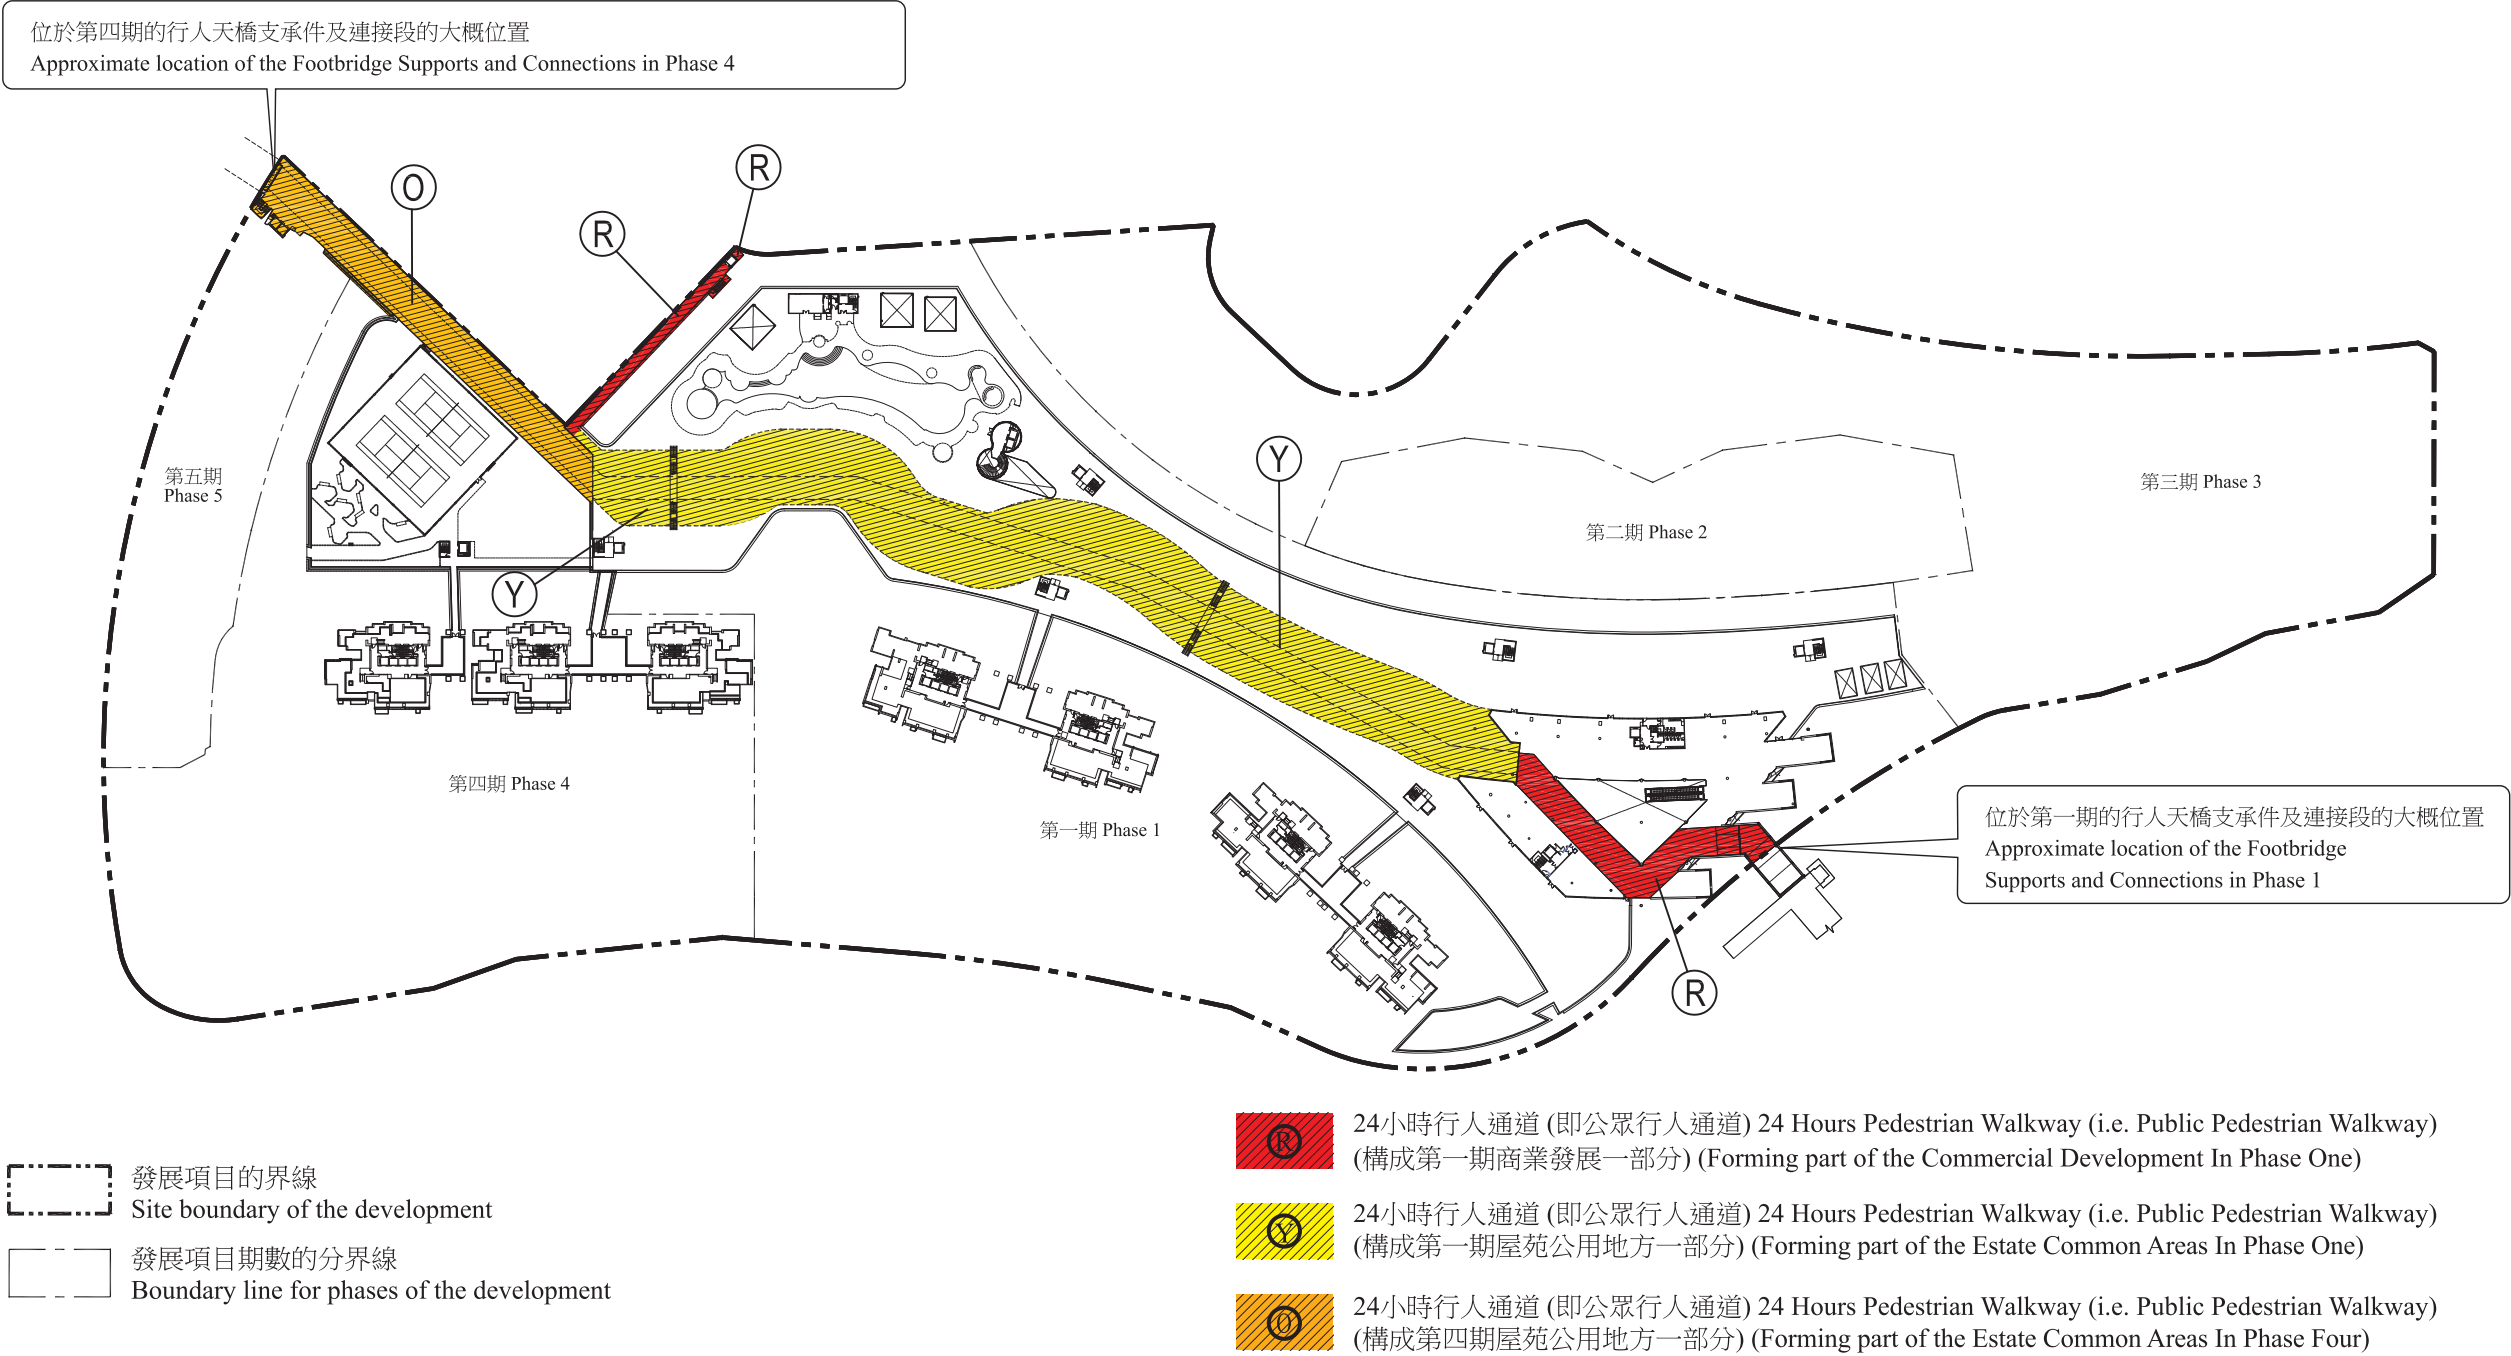 位於第四期的行人天橋支承件及連接段的大概位置
Approximate location of the Footbridge Supports and Connections in Phase 4
R
O
R
Y
第五期
Phase 5
第三期 Phase 3
第二期 Phase 2
Y
第四期 Phase 4
第一期 Phase 1
位於第一期的行人天橋支承件及連接段的大概位置
Approximate location of the Footbridge
Supports and Connections in Phase 1
R
發展項目的界線
Site boundary of the development
發展項目期數的分界線
Boundary line for phases of the development
R
24小時行人通道 (即公眾行人通道) 24 Hours Pedestrian Walkway (i.e. Public Pedestrian Walkway)
(構成第一期商業發展一部分) (Forming part of the Commercial Development In Phase One)
Y
24小時行人通道 (即公眾行人通道) 24 Hours Pedestrian Walkway (i.e. Public Pedestrian Walkway)
(構成第一期屋苑公用地方一部分) (Forming part of the Estate Common Areas In Phase One)
O
24小時行人通道 (即公眾行人通道) 24 Hours Pedestrian Walkway (i.e. Public Pedestrian Walkway)
(構成第四期屋苑公用地方一部分) (Forming part of the Estate Common Areas In Phase Four)